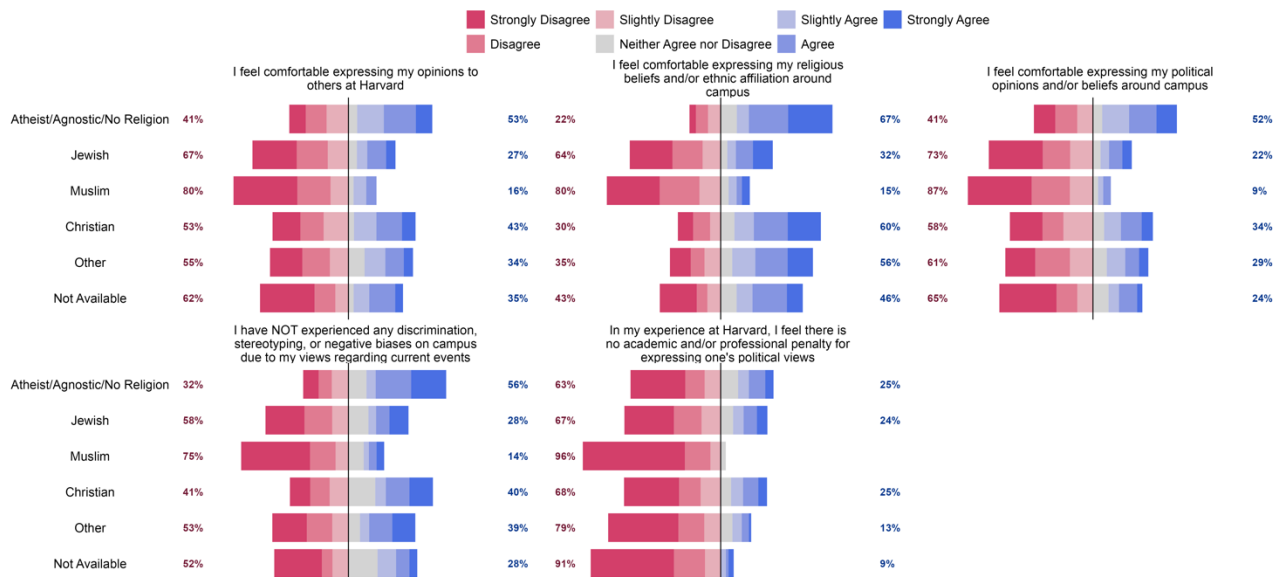 Strongly Disagree Slightly Disagree Slightly Agree Strongly Agree
Disagree Neither Agree nor Disagree Agree
I feel comfortable expressing my opinions to
others at Harvard
I feel comfortable expressing my religious
beliefs and/or ethnic affiliation around
campus
I feel comfortable expressing my political
opinions and/or beliefs around campus
Atheist/Agnostic/No Religion 41% 53% 22% 67% 41% 52%
Jewish 67% 27% 64% 32% 73% 22%
Muslim 80% 16% 80% 15% 87% 9%
Christian 53% 43% 30% 60% 58% 34%
Other 55% 34% 35% 56% 61% 29%
Not Available 62% 35% 43% 46% 65% 24%
I have NOT experienced any discrimination,
stereotyping, or negative biases on campus
due to my views regarding current events
In my experience at Harvard, I feel there is
no academic and/or professional penalty for
expressing one's political views
Atheist/Agnostic/No Religion 32% 56% 63% 25%
Jewish 58% 28% 67% 24%
Muslim 75% 14% 96%
Christian 41% 40% 68% 25%
Other 53% 39% 79% 13%
Not Available 52% 28% 91% 9%